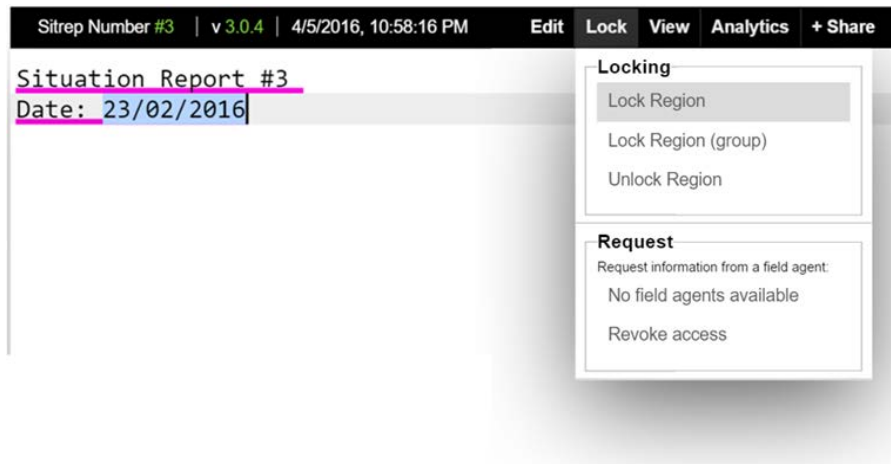 Sitrep Number #3 | v 3.0.4 | 4/5/2016, 10:58:16 PM Edit Lock View Analytics + Share
Situation Report #3
Date: 23/02/2016
Locking
Lock Region
Lock Region (group)
Unlock Region
Request
Request information from a field agent:
No field agents available
Revoke access